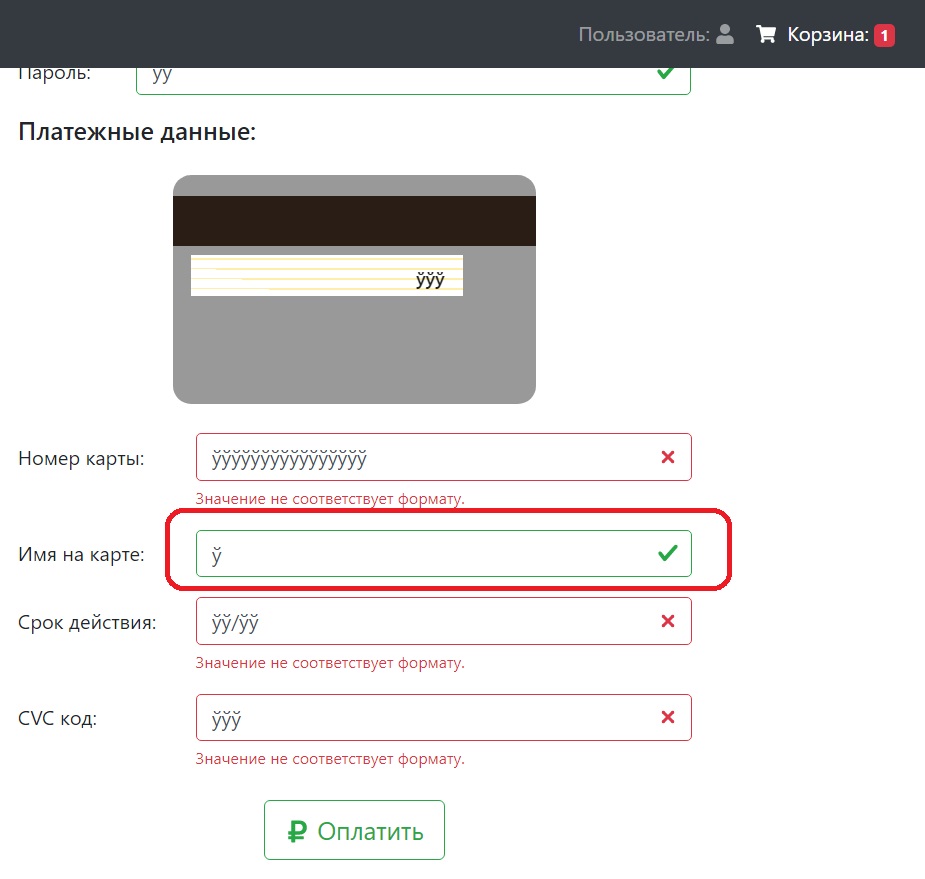 Пользователь: Корзина: 1
Пароль: ўў
Платежные данные:
ўўў
Номер карты: ўўўўўўўўўўўўўўўў
Значение не соответствует формату.
Имя на карте: ў
Срок действия: ўў/ўў
Значение не соответствует формату.
CVC код: ўўў
Значение не соответствует формату.
₽ Оплатить